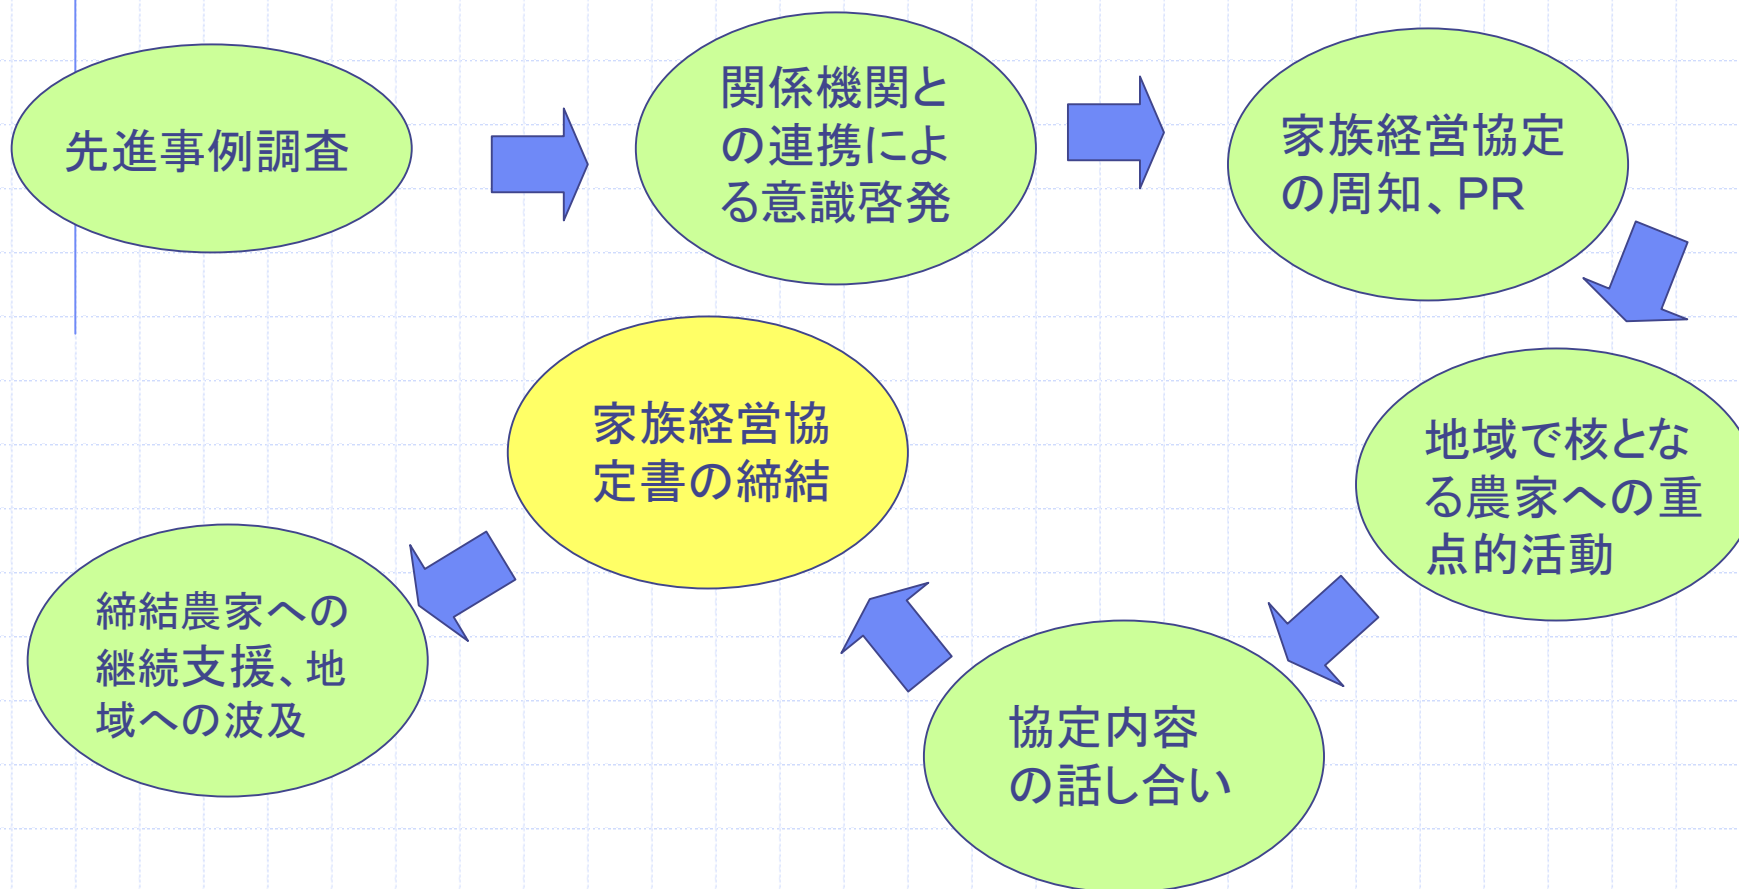 先進事例調査
関係機関と
の連携によ
る意識啓発
家族経営協定
の周知、PR
地域で核とな
る農家への重
点的活動
協定内容
の話し合い
家族経営協
定書の締結
締結農家への
継続支援、地
域への波及